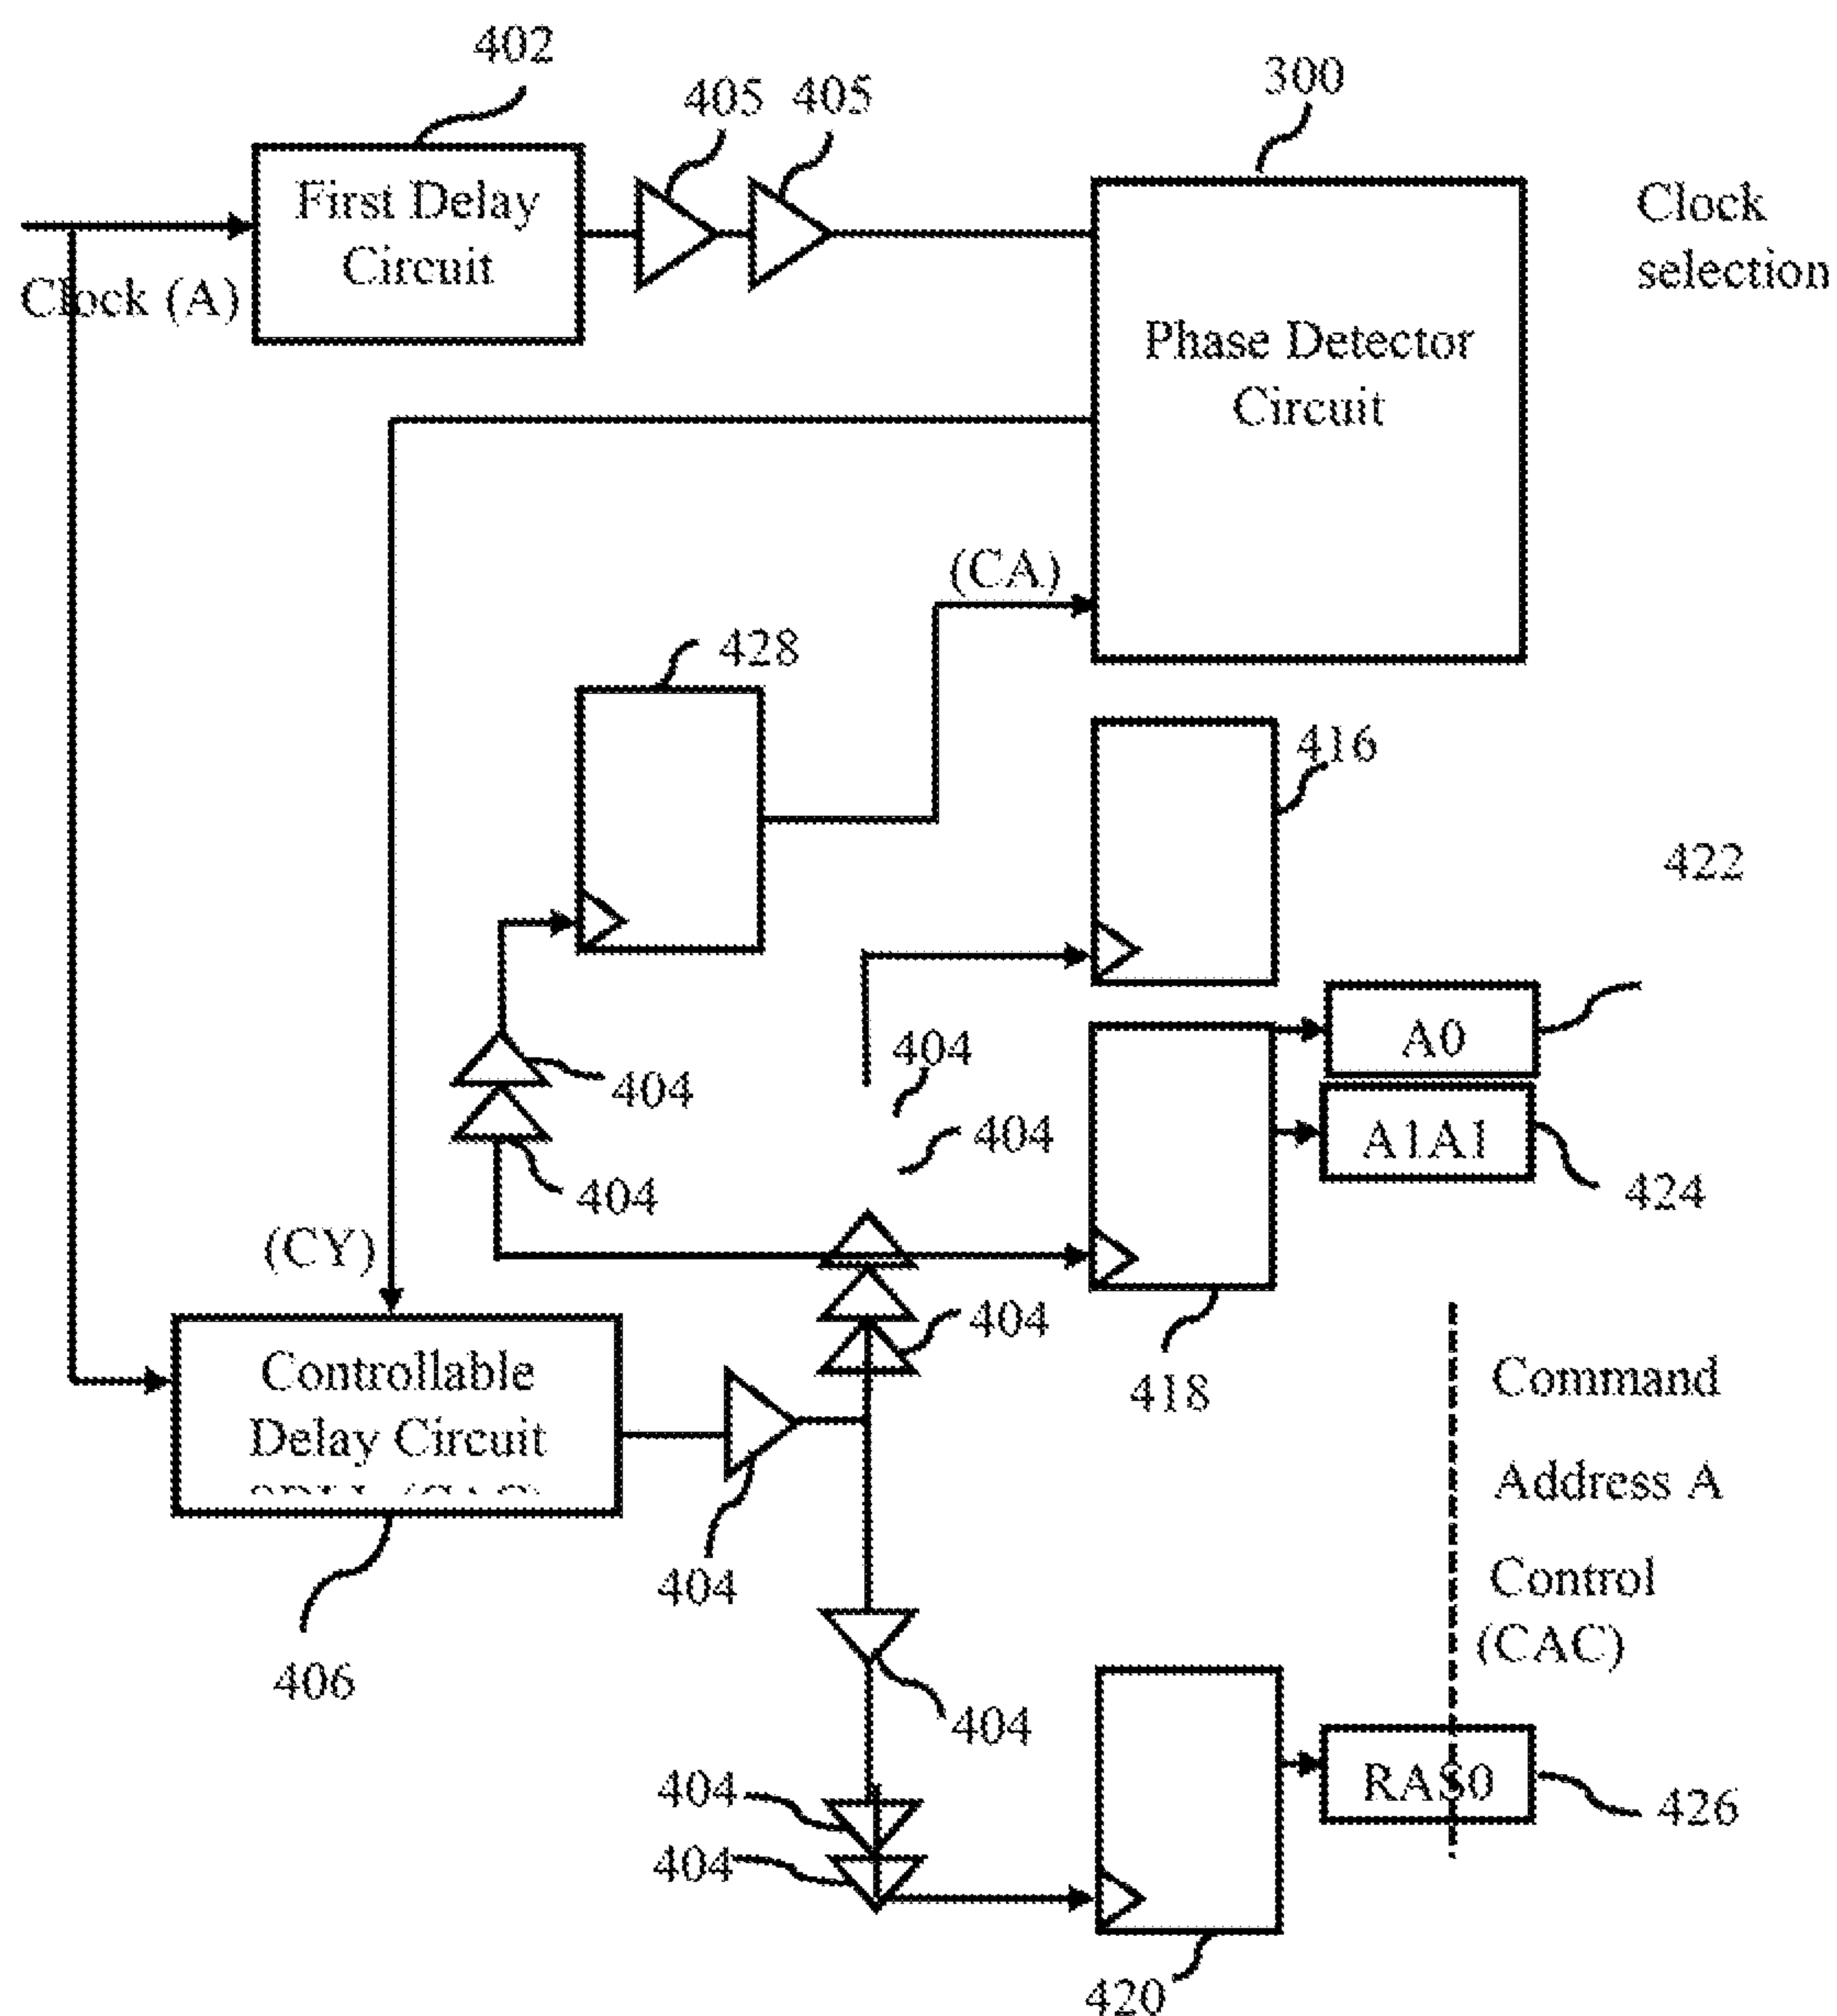 402
405
405
300
First Delay
Circuit
Clock
selection
Clock (A)
Phase Detector
Circuit
(CA)
428
416
422
A0
404
404
404
A1A1
404
424
(CY)
404
418
Controllable
Delay Circuit
Command
Address A
Control
(CAC)
404
406
404
RAS0
404
426
404
420